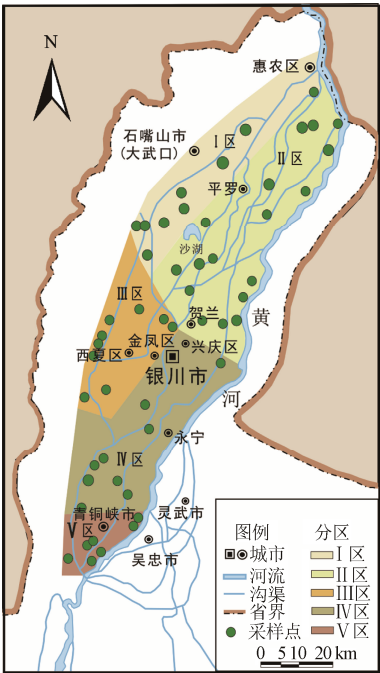 N
惠农区
石嘴山市
(大武口)
I区
II区
平罗
沙湖
III区
贺兰
黄
金凤区
兴庆区
西夏区
银川市
河
永宁
IV区
青铜峡市
灵武市
V区
吴忠市
图例
分区
城市
I区
河流
II区
沟渠
III区
省界
IV区
采样点
V区
0 5 10 20 km